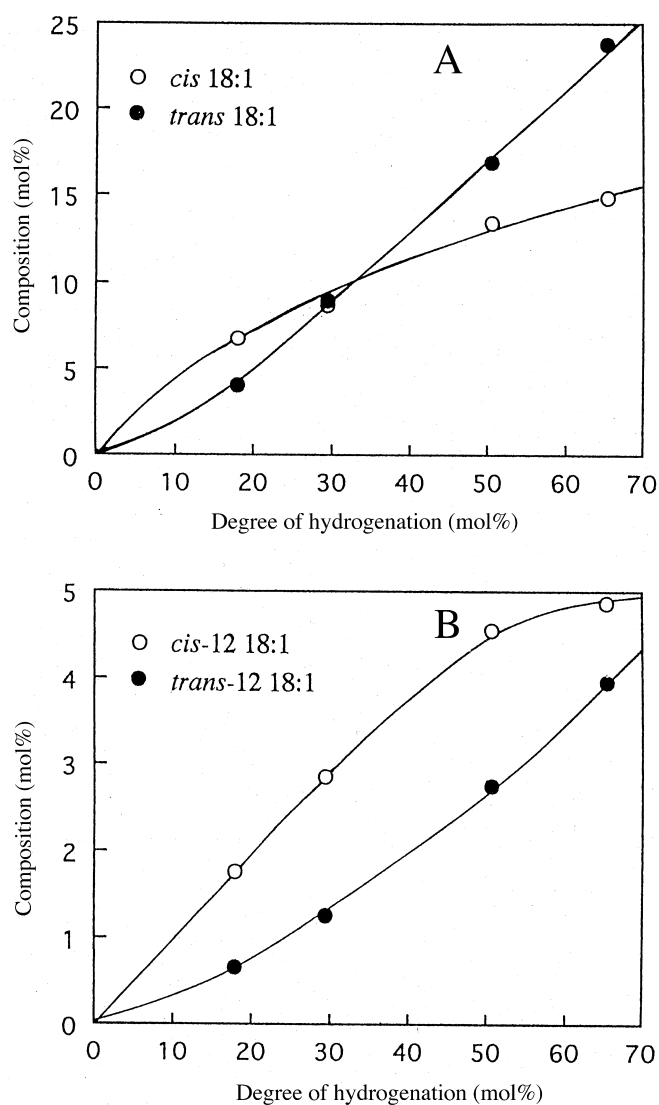 25
20
15
10
5
0
Composition (mol%)
A
cis 18:1
trans 18:1
0 10 20 30 40 50 60 70
Degree of hydrogenation (mol%)
5
4
3
2
1
0
Composition (mol%)
B
cis-12 18:1
trans-12 18:1
0 10 20 30 40 50 60 70
Degree of hydrogenation (mol%)